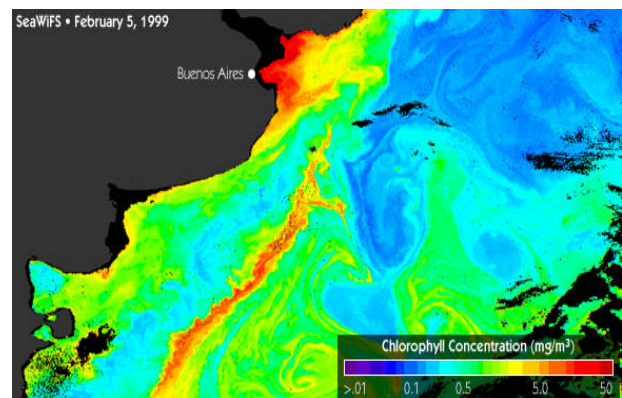 SeaWiFS • February 5, 1999
Buenos Aires
Chlorophyll Concentration (mg/m³)
>.01 0.1 0.5 5.0 50